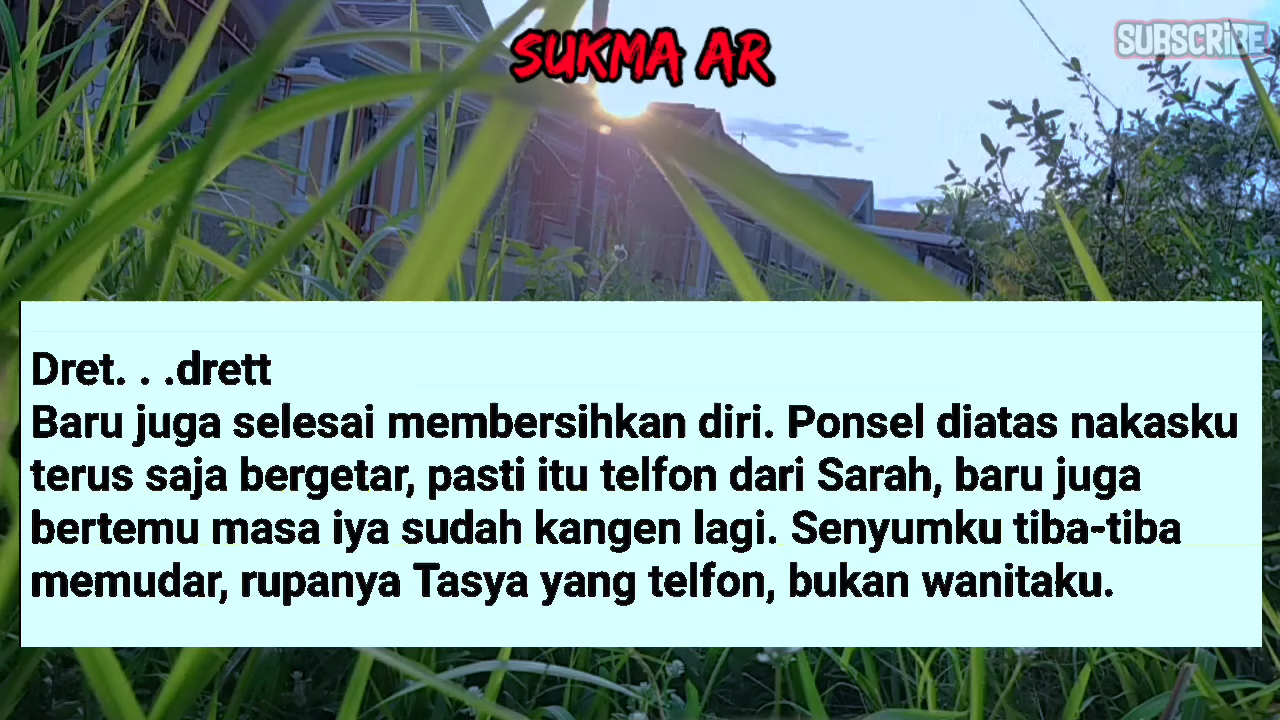 SUKMA AR
SUBSCRIBE
Dret. . .drett
Baru juga selesai membersihkan diri. Ponsel diatas nakasku
terus saja bergetar, pasti itu telfon dari Sarah, baru juga
bertemu masa iya sudah kangen lagi. Senyumku tiba-tiba
memudar, rupanya Tasya yang telfon, bukan wanitaku.